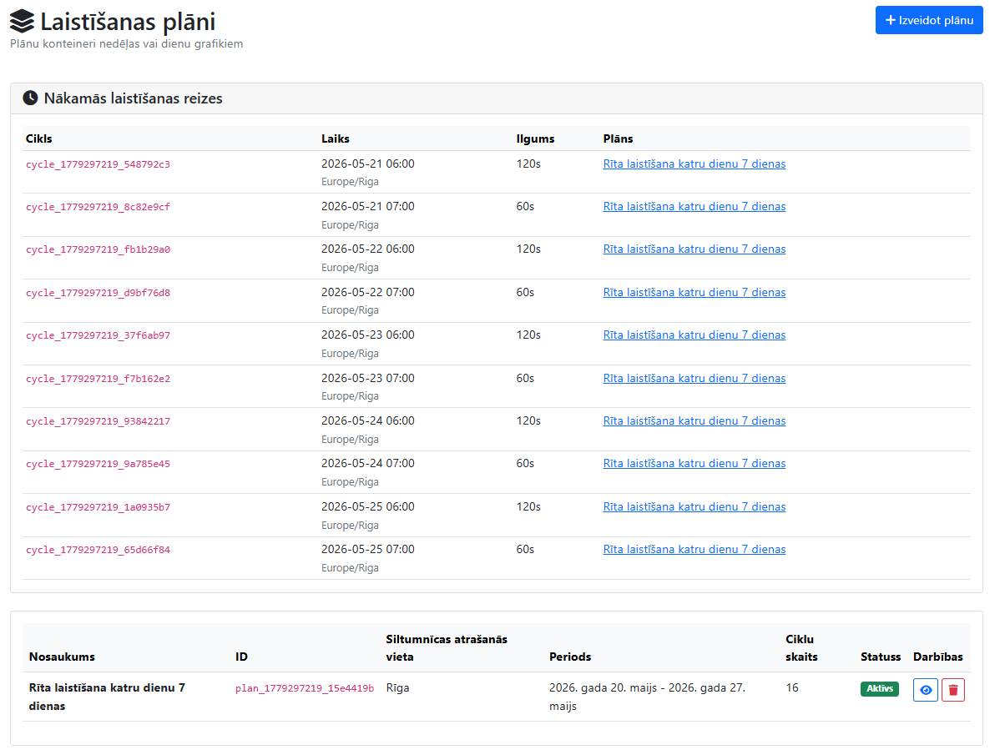 Laistīšanas plāni
+ Izveidot plānu
Plānu konteineri nedēļas vai dienu grafikiem
Nākamās laistīšanas reizes
Cikls Laiks Ilgums Plāns
cycle_1779297219_548792c3 2026-05-21 06:00 120s Rīta laistīšana katru dienu 7 dienas
Europe/Riga
cycle_1779297219_8c82e9cf 2026-05-21 07:00 60s Rīta laistīšana katru dienu 7 dienas
Europe/Riga
cycle_1779297219_fb1b29a0 2026-05-22 06:00 120s Rīta laistīšana katru dienu 7 dienas
Europe/Riga
cycle_1779297219_d9bf76d8 2026-05-22 07:00 60s Rīta laistīšana katru dienu 7 dienas
Europe/Riga
cycle_1779297219_37f6ab97 2026-05-23 06:00 120s Rīta laistīšana katru dienu 7 dienas
Europe/Riga
cycle_1779297219_f7b162e2 2026-05-23 07:00 60s Rīta laistīšana katru dienu 7 dienas
Europe/Riga
cycle_1779297219_93842217 2026-05-24 06:00 120s Rīta laistīšana katru dienu 7 dienas
Europe/Riga
cycle_1779297219_9a785e45 2026-05-24 07:00 60s Rīta laistīšana katru dienu 7 dienas
Europe/Riga
cycle_1779297219_1a0935b7 2026-05-25 06:00 120s Rīta laistīšana katru dienu 7 dienas
Europe/Riga
cycle_1779297219_65d66f84 2026-05-25 07:00 60s Rīta laistīšana katru dienu 7 dienas
Europe/Riga
Siltumnīcas atrašanās Ciklu
Nosaukums ID vieta Periods skaits Statuss Darbības
Rīta laistīšana katru dienu 7 plan_1779297219_15e4419b Rīga 2026. gada 20. maijs - 2026. gada 27. 16 Aktīvs
dienas maijs